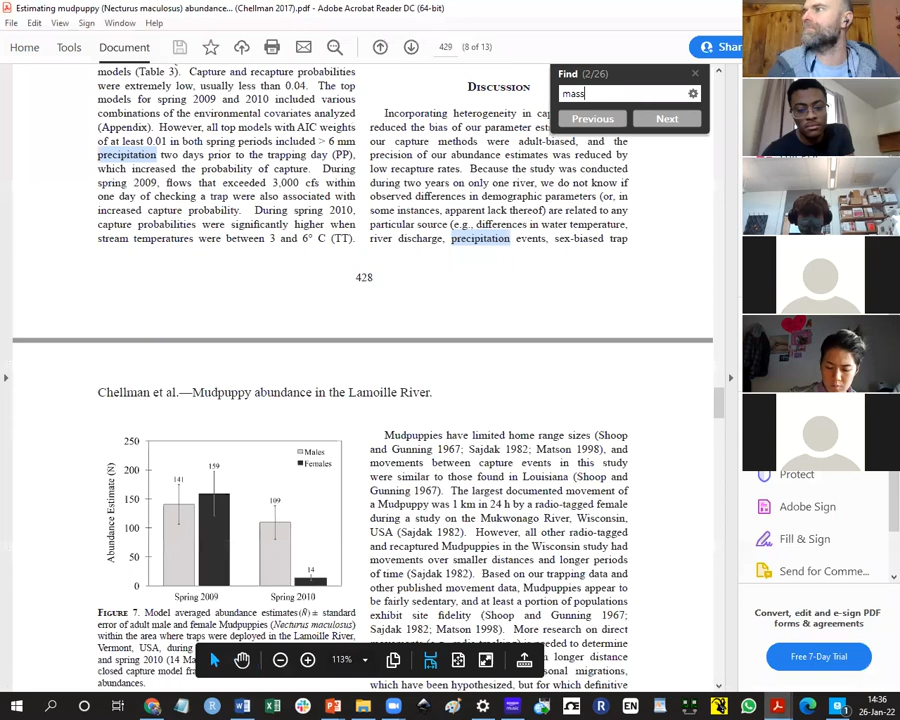 Estimating mudpuppy (Necturus maculosus) abundance... (Chellman 2017).pdf - Adobe Acrobat Reader DC (64-bit)
File Edit View Sign Window Help
Home Tools Document 429 (8 of 13) Shar
models (Table 3). Capture and recapture probabilities
were extremely low, usually less than 0.04. The top
models for spring 2009 and 2010 included various
combinations of the environmental covariates analyzed
(Appendix). However, all top models with AIC weights
of at least 0.01 in both spring periods included > 6 mm
precipitation two days prior to the trapping day (PP),
which increased the probability of capture. During
spring 2009, flows that exceeded 3,000 cfs within
one day of checking a trap were also associated with
increased capture probability. During spring 2010,
capture probabilities were significantly higher when
stream temperatures were between 3 and 6° C (TT).
DISCUSSION
Incorporating heterogeneity in cap
reduced the bias of our parameter esti
our capture methods were adult-biased, and the
precision of our abundance estimates was reduced by
low recapture rates. Because the study was conducted
during two years on only one river, we do not know if
observed differences in demographic parameters (or, in
some instances, apparent lack thereof) are related to any
particular source (e.g., differences in water temperature,
river discharge, precipitation events, sex-biased trap
Find (2/26)
mass
Previous Next
428
Chellman et al.—Mudpuppy abundance in the Lamoille River.
Abundance Estimate (N)
250
200
150
100
50
0
Males
Females
141
159
109
14
Spring 2009
Spring 2010
FIGURE 7. Model averaged abundance estimates (N̂) ± standard
error of adult male and female Mudpuppies (Necturus maculosus)
within the area where traps were deployed in the Lamoille River,
Vermont, USA, during
and spring 2010 (14 Ma
closed capture model fra
abundances.
Mudpuppies have limited home range sizes (Shoop
and Gunning 1967; Sajdak 1982; Matson 1998), and
movements between capture events in this study
were similar to those found in Louisiana (Shoop and
Gunning 1967). The largest documented movement of
a Mudpuppy was 1 km in 24 h by a radio-tagged female
during a study on the Mukwonago River, Wisconsin,
USA (Sajdak 1982). However, all other radio-tagged
and recaptured Mudpuppies in the Wisconsin study had
movements over smaller distances and longer periods
of time (Sajdak 1982). Based on our trapping data and
other published movement data, Mudpuppies appear to
be fairly sedentary, and at least a portion of populations
exhibit site fidelity (Shoop and Gunning 1967;
Sajdak 1982; Matson 1998). More research on direct
needed to determine
n longer distance
sonal migrations,
which have been hypothesized, but for which definitive
113%
Protect
Adobe Sign
Fill & Sign
Send for Comme...
Convert, edit and e-sign PDF
forms & agreements
Free 7-Day Trial
EN
14:36
26-Jan-22